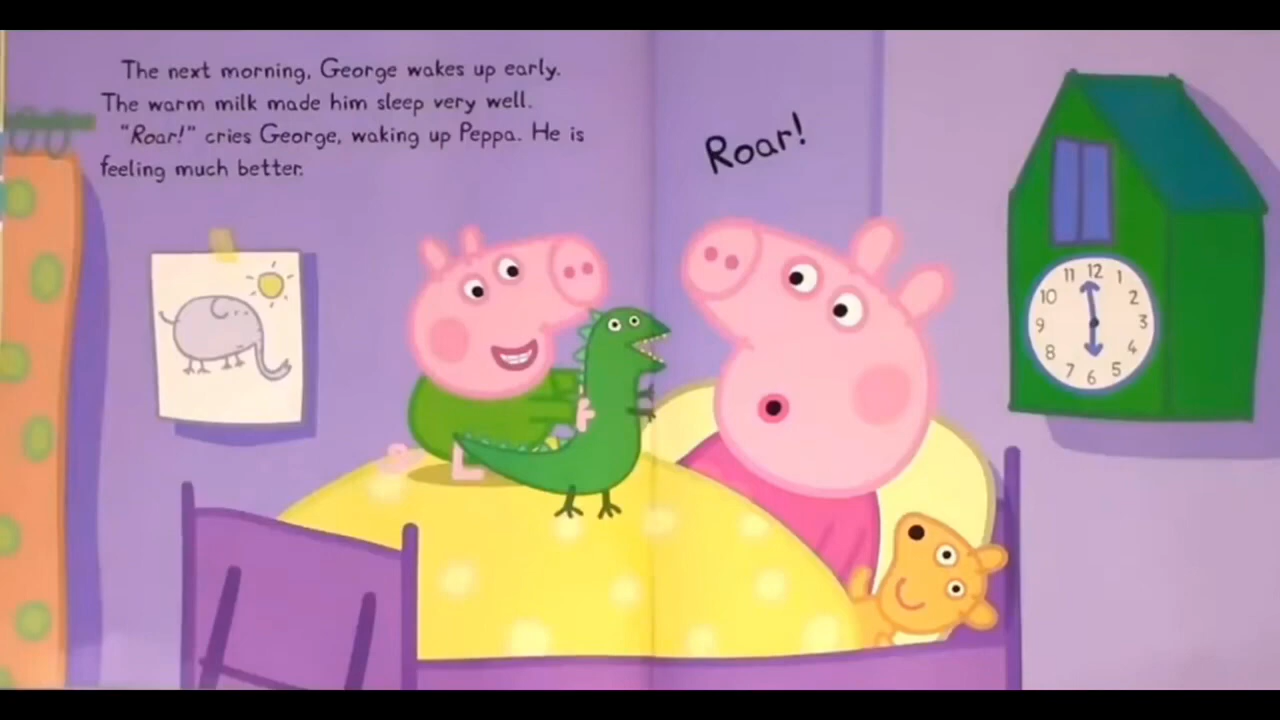 The next morning, George wakes up early.
The warm milk made him sleep very well.
"Roar!" cries George, waking up Peppa. He is
feeling much better.
Roar!
11 12 1
10 2
9 3
8 4
7 6 5